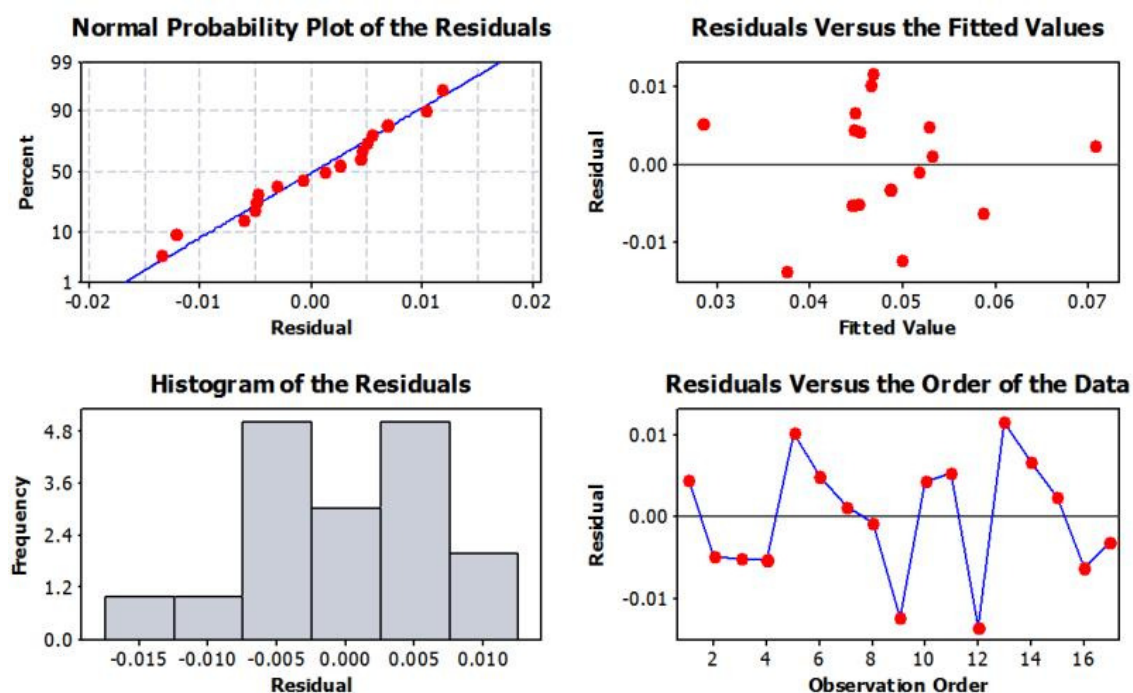 Normal Probability Plot of the Residuals
99
90
50
10
1
Percent
-0.02 -0.01 0.00 0.01 0.02
Residual
Residuals Versus the Fitted Values
0.01
0.00
-0.01
Residual
0.03 0.04 0.05 0.06 0.07
Fitted Value
Histogram of the Residuals
4.8
3.6
2.4
1.2
0.0
Frequency
-0.015 -0.010 -0.005 0.000 0.005 0.010
Residual
Residuals Versus the Order of the Data
0.01
0.00
-0.01
Residual
2 4 6 8 10 12 14 16
Observation Order